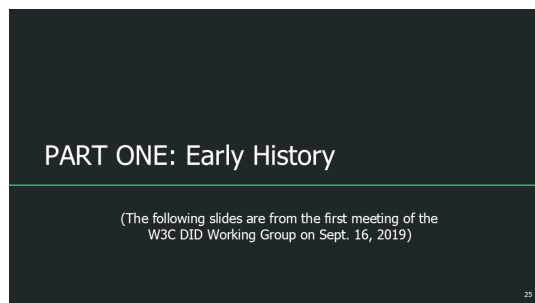 PART ONE: Early History
(The following slides are from the first meeting of the
W3C DID Working Group on Sept. 16, 2019)
25